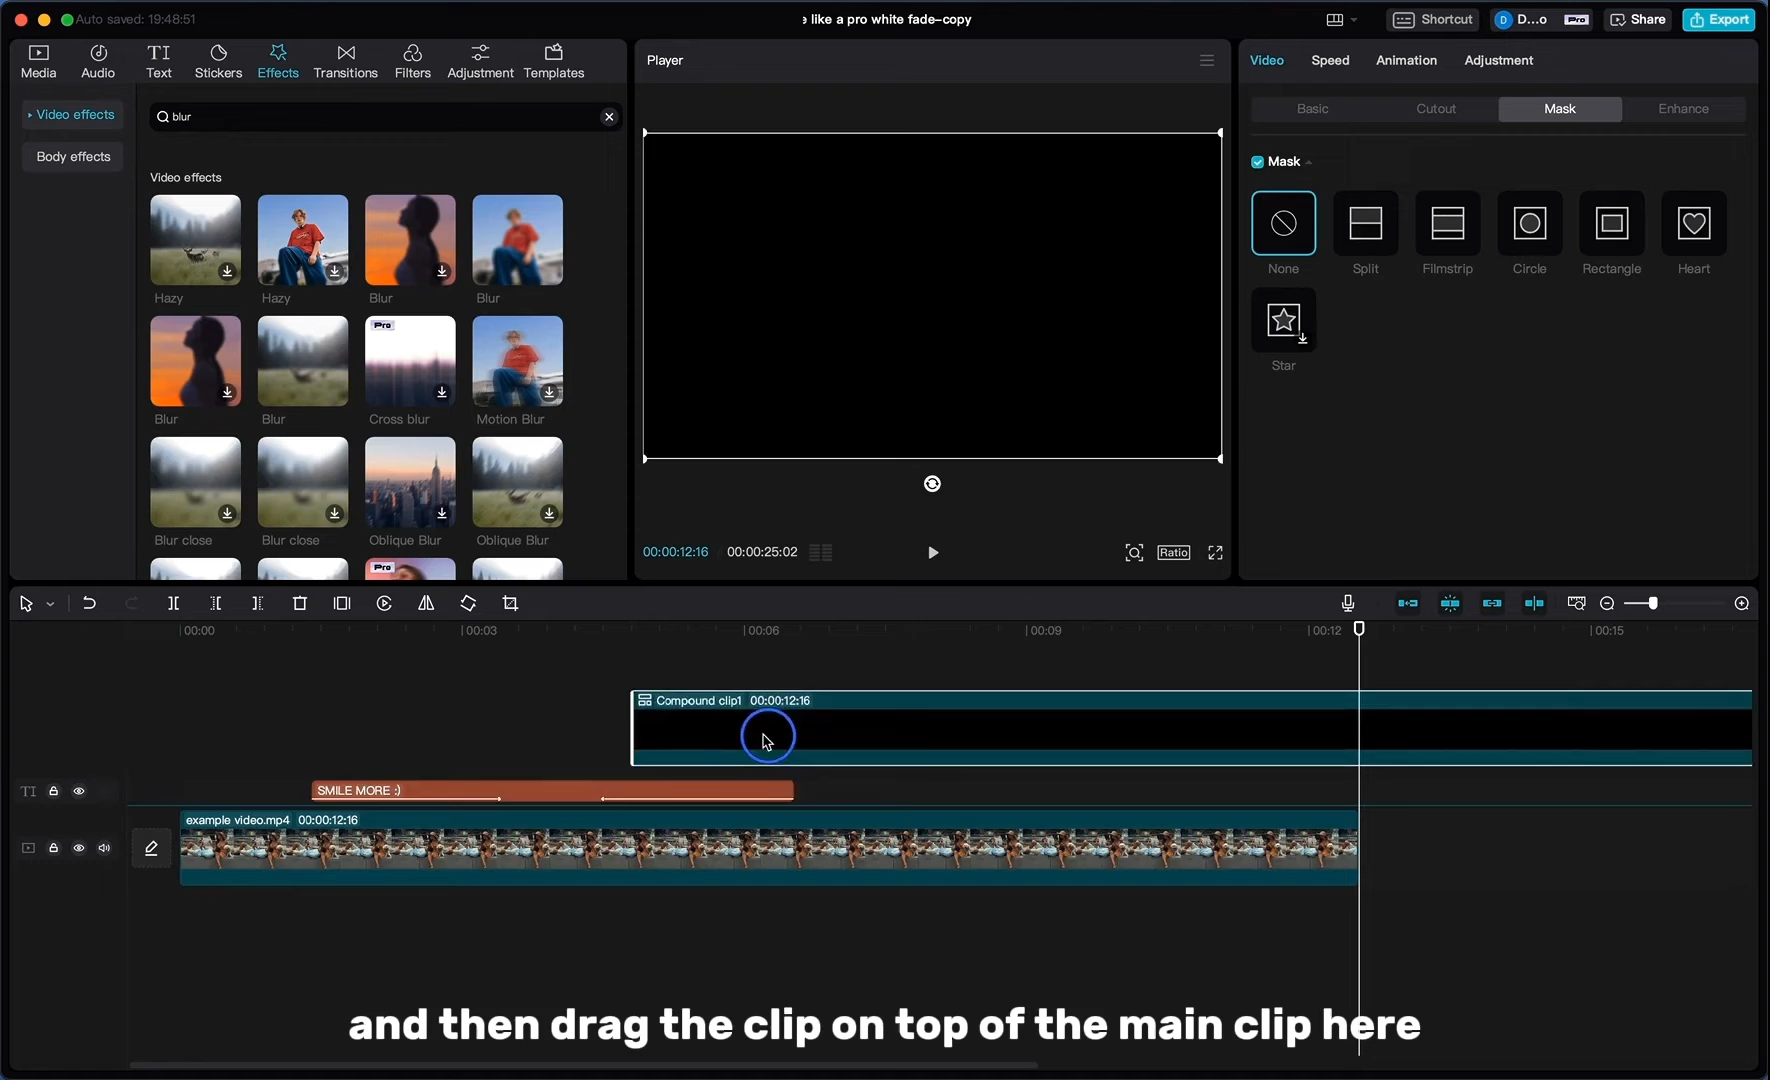 Auto saved: 19:48:51
e like a pro white fade-copy
Shortcut
D...o
Pro
Share
Export
Media
Audio
Text
Stickers
Effects
Transitions
Filters
Adjustment
Templates
Video effects
Body effects
blur
Video effects
Hazy
Hazy
Blur
Blur
Pro
Blur
Blur
Cross blur
Motion Blur
Blur close
Blur close
Oblique Blur
Oblique Blur
Pro
Player
00:00:12:16
00:00:25:02
Ratio
Video
Speed
Animation
Adjustment
Basic
Cutout
Mask
Enhance
Mask
None
Split
Filmstrip
Circle
Rectangle
Heart
Star
00:00
00:03
00:06
00:09
00:12
00:15
Compound clip1 00:00:12:16
TI
SMILE MORE :)
example video.mp4 00:00:12:16
and then drag the clip on top of the main clip here